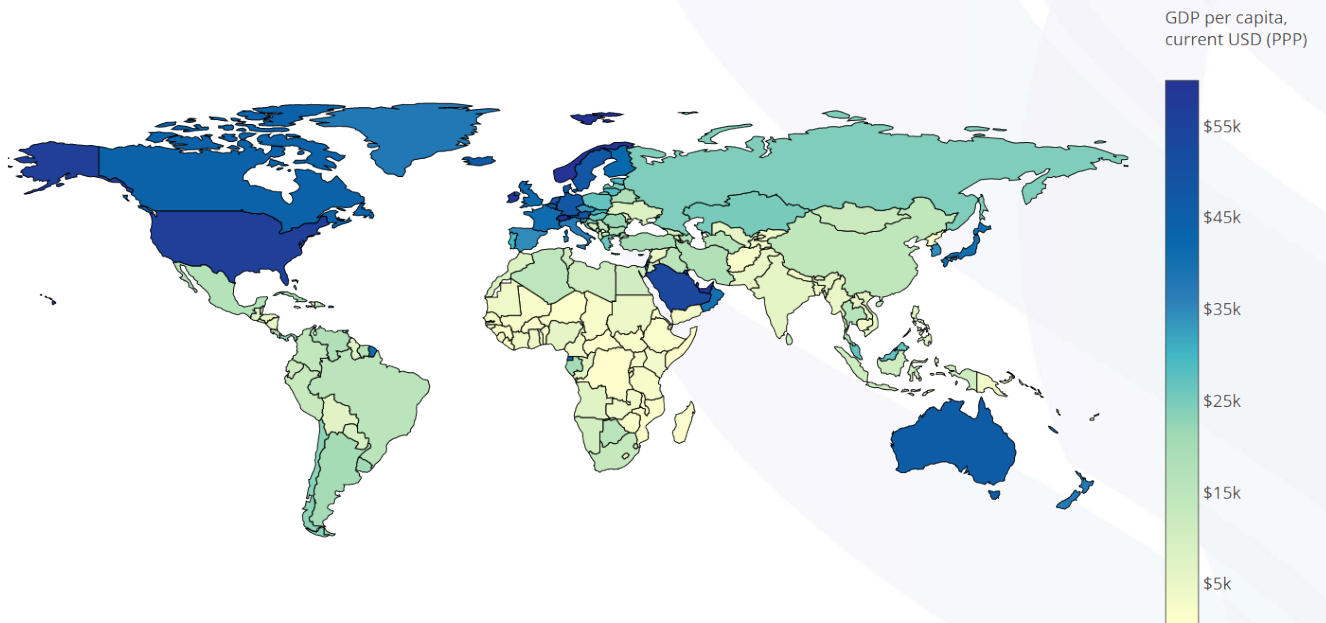 GDP per capita,
current USD (PPP)
$55k
$45k
$35k
$25k
$15k
$5k